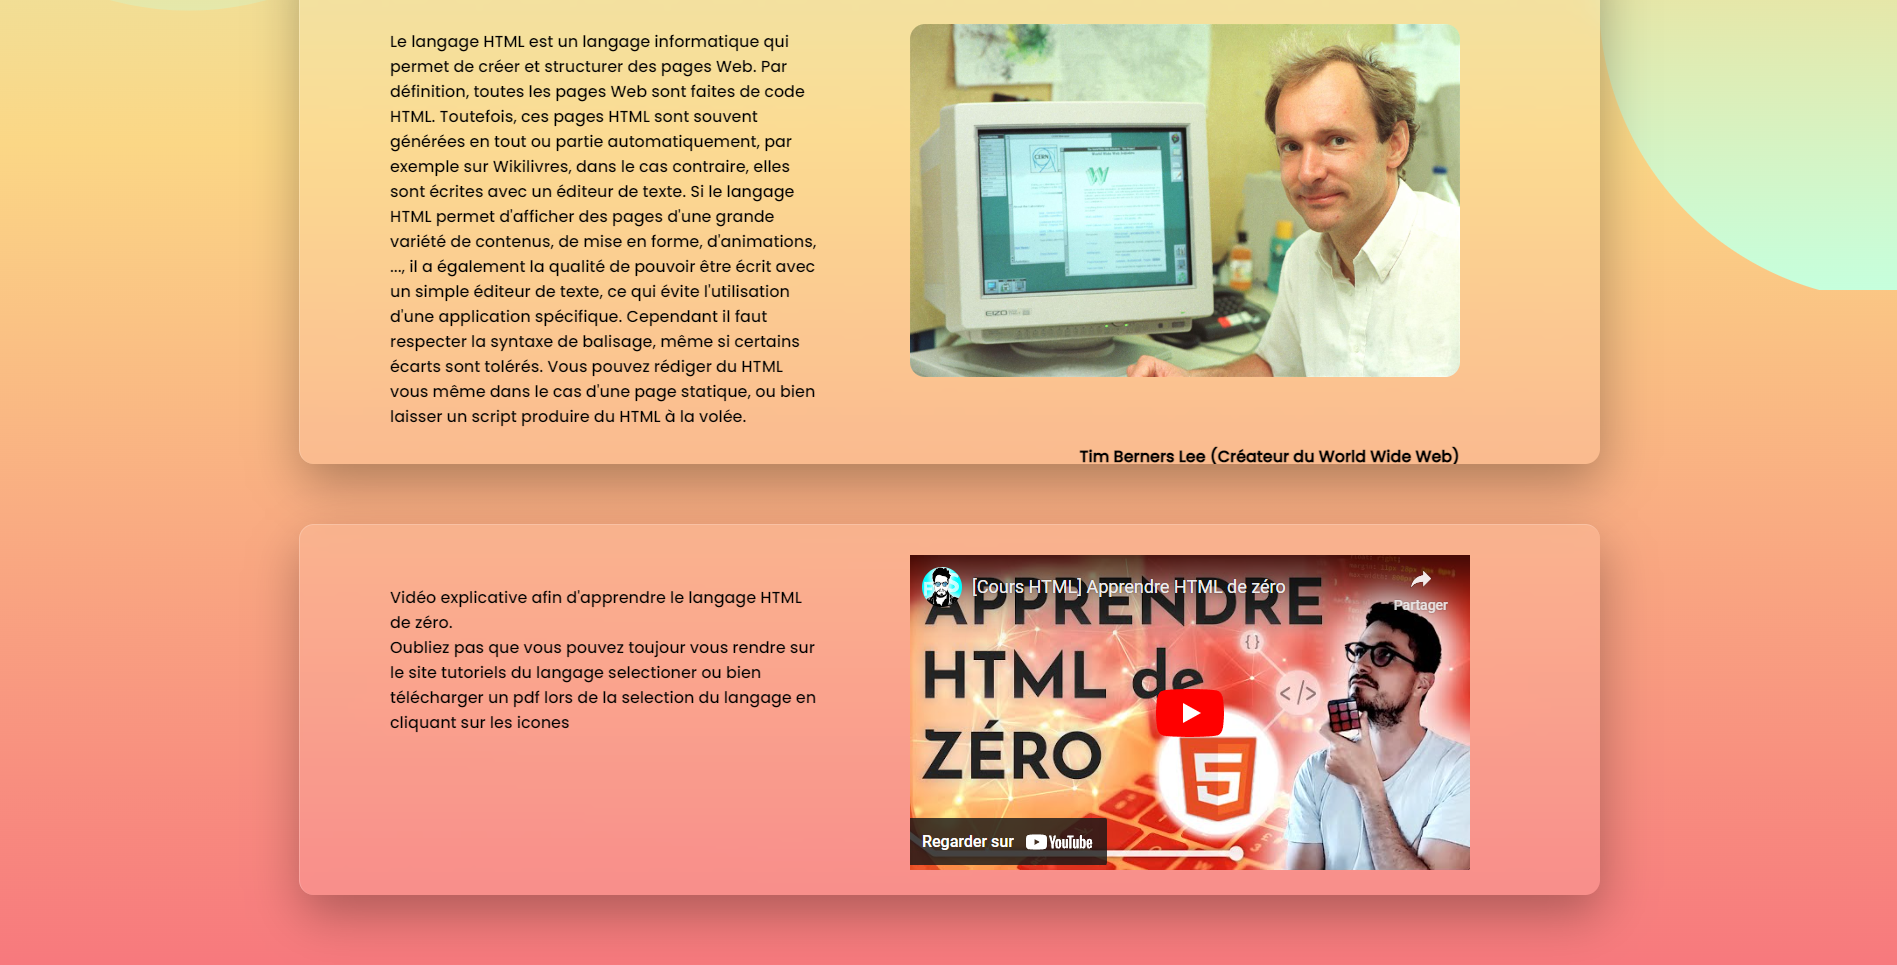 Le langage HTML est un langage informatique qui
permet de créer et structurer des pages Web. Par
définition, toutes les pages Web sont faites de code
HTML. Toutefois, ces pages HTML sont souvent
générées en tout ou partie automatiquement, par
exemple sur Wikilivres, dans le cas contraire, elles
sont écrites avec un éditeur de texte. Si le langage
HTML permet d'afficher des pages d'une grande
variété de contenus, de mise en forme, d'animations,
..., il a également la qualité de pouvoir être écrit avec
un simple éditeur de texte, ce qui évite l'utilisation
d'une application spécifique. Cependant il faut
respecter la syntaxe de balisage, même si certains
écarts sont tolérés. Vous pouvez rédiger du HTML
vous même dans le cas d'une page statique, ou bien
laisser un script produire du HTML à la volée.
CERN
W
EIZO
Tim Berners Lee (Créateur du World Wide Web)
Vidéo explicative afin d'apprendre le langage HTML
de zéro.
Oubliez pas que vous pouvez toujour vous rendre sur
le site tutoriels du langage selectioner ou bien
télécharger un pdf lors de la selection du langage en
cliquant sur les icones
[Cours HTML] Apprendre HTML de zéro
Partager
APPRENDRE
HTML de
ZÉRO
{ }
</>
5
Regarder sur YouTube